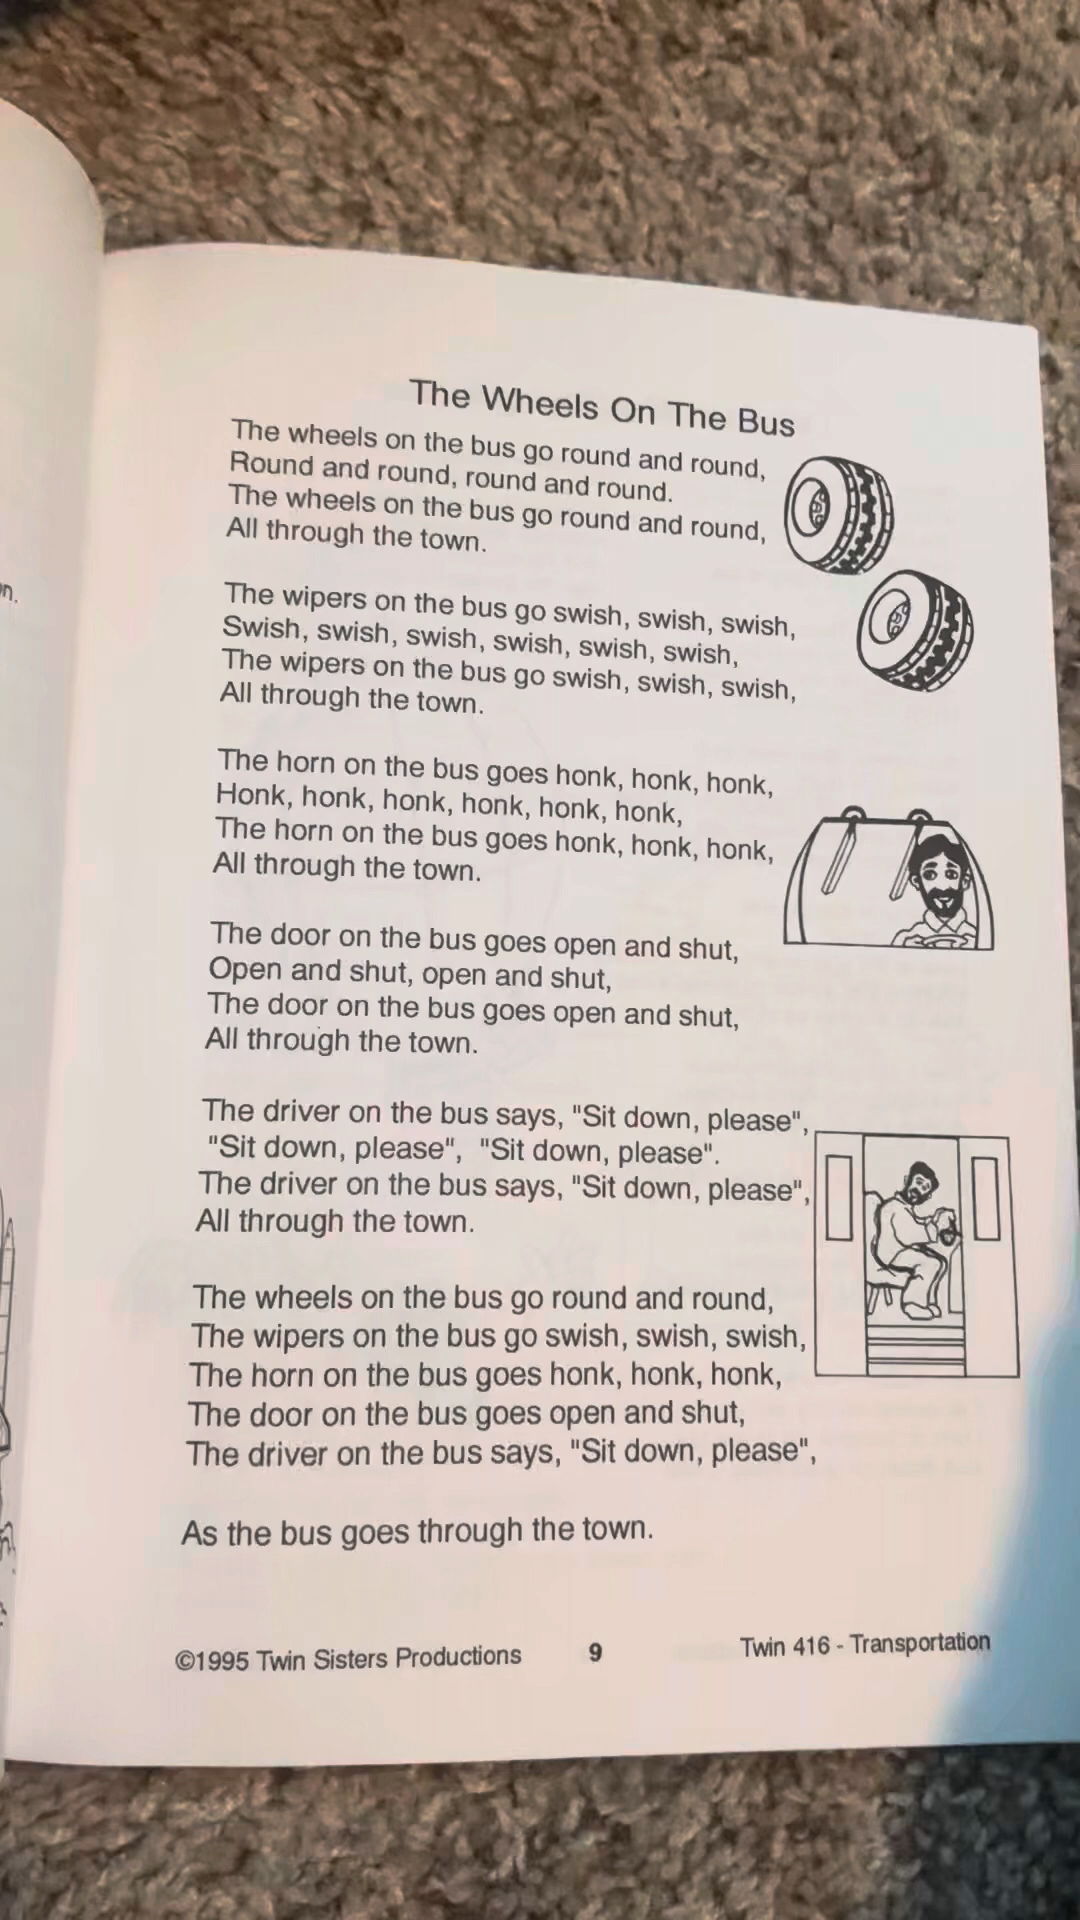 The Wheels On The Bus
The wheels on the bus go round and round,
Round and round, round and round.
The wheels on the bus go round and round,
All through the town.
The wipers on the bus go swish, swish, swish,
Swish, swish, swish, swish, swish, swish,
The wipers on the bus go swish, swish, swish,
All through the town.
The horn on the bus goes honk, honk, honk,
Honk, honk, honk, honk, honk, honk,
The horn on the bus goes honk, honk, honk,
All through the town.
The door on the bus goes open and shut,
Open and shut, open and shut,
The door on the bus goes open and shut,
All through the town.
The driver on the bus says, "Sit down, please",
"Sit down, please", "Sit down, please".
The driver on the bus says, "Sit down, please",
All through the town.
The wheels on the bus go round and round,
The wipers on the bus go swish, swish, swish,
The horn on the bus goes honk, honk, honk,
The door on the bus goes open and shut,
The driver on the bus says, "Sit down, please",
As the bus goes through the town.
©1995 Twin Sisters Productions 9 Twin 416 - Transportation